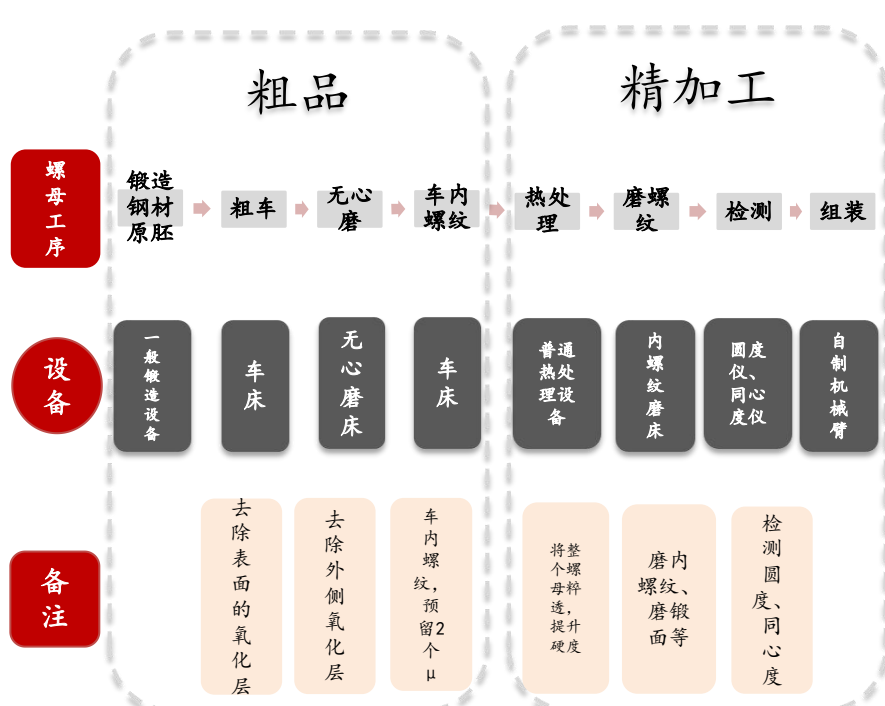 粗品
精加工
螺
母
工
序
锻造
钢材
原胚
粗车
无心
磨
车内
螺纹
热处
理
磨螺
纹
检测
组装
设
备
一
般
锻
造
设
备
车
床
无
心
磨
床
车
床
普通
热处
理设
备
内
螺
纹
磨
床
圆度
仪、
同心
度仪
自
制
机
械
臂
备
注
去
除
表
面
的
氧
化
层
去
除
外
侧
氧
化
层
车
内
螺
纹，
预
留2
个
μ
将整
个螺
母粹
透，
提升
硬度
磨内
螺纹、
磨锻
面等
检
测
圆
度、
同
心
度